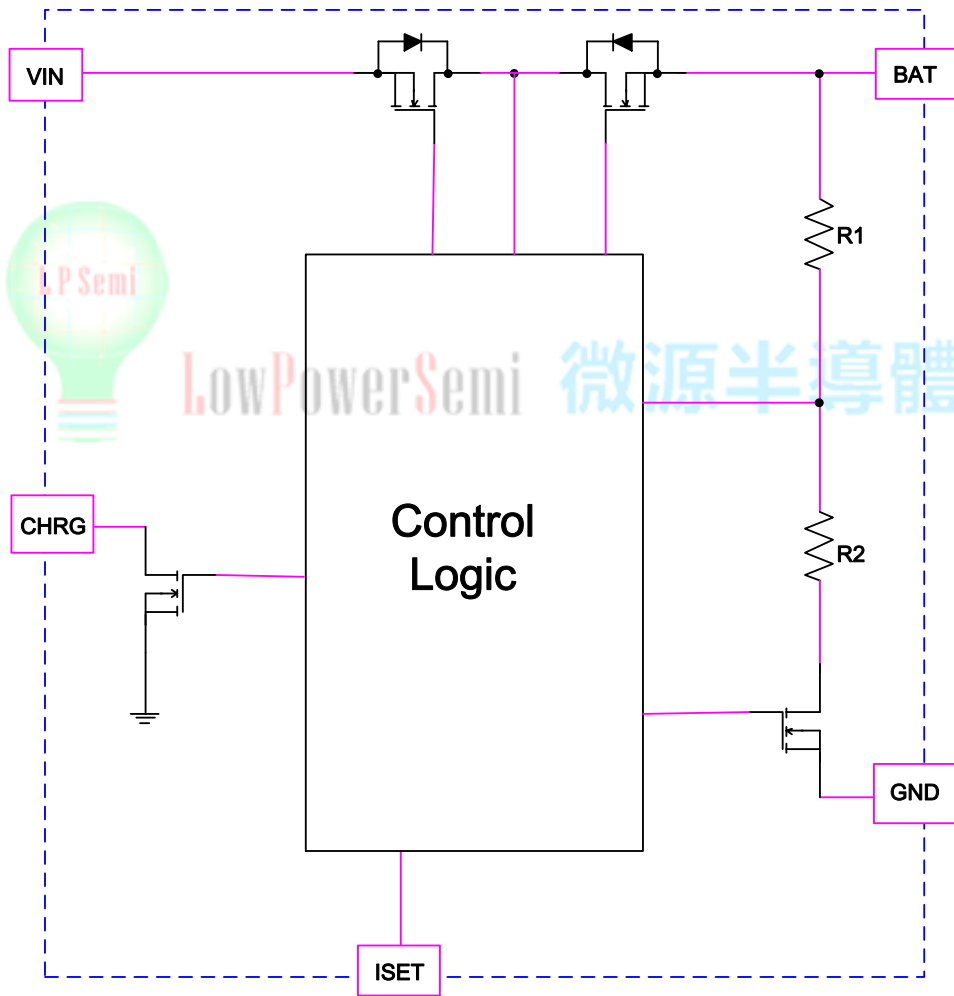 VIN
BAT
R1
LPSemi
LowPowerSemi 微源半導體
Control
Logic
CHRG
R2
GND
ISET